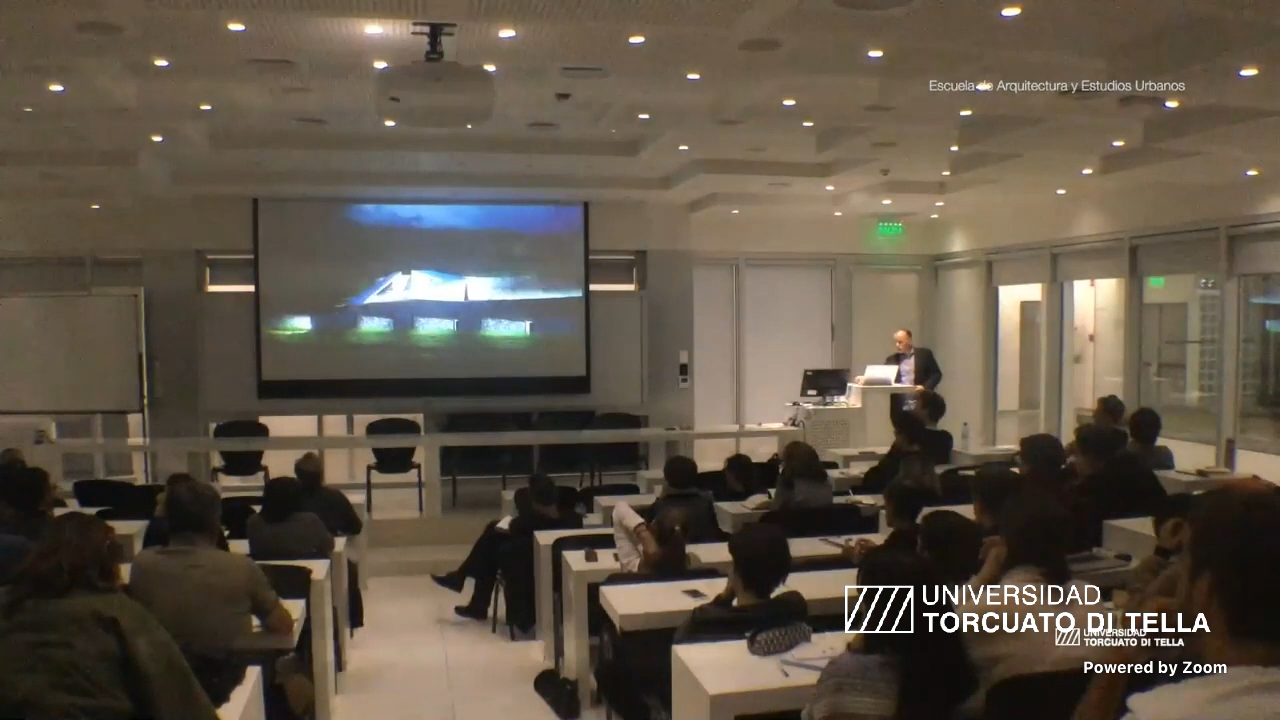 Escuela de Arquitectura y Estudios Urbanos
UNIVERSIDAD
TORCUATO DI TELLA
UNIVERSIDAD
TORCUATO DI TELLA
Powered by Zoom